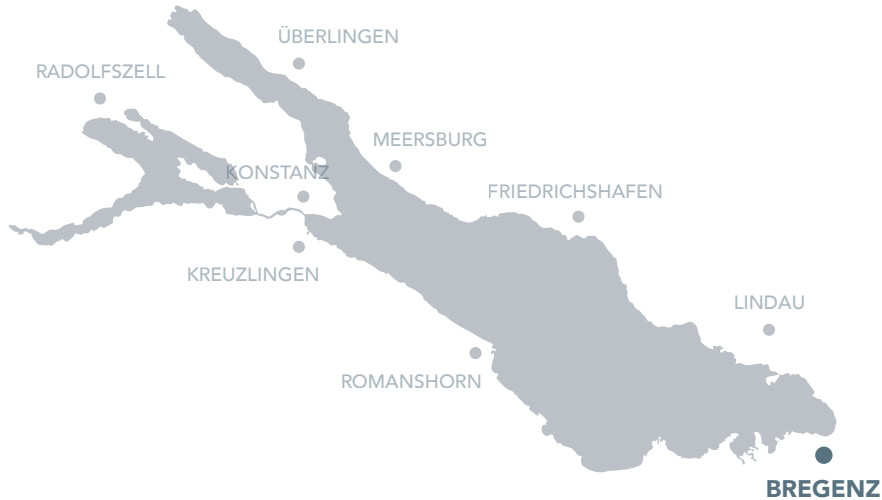 ÜBERLINGEN
RADOLFSZELL
MEERSBURG
KONSTANZ
FRIEDRICHSHAFEN
KREUZLINGEN
LINDAU
ROMANSHORN
BREGENZ